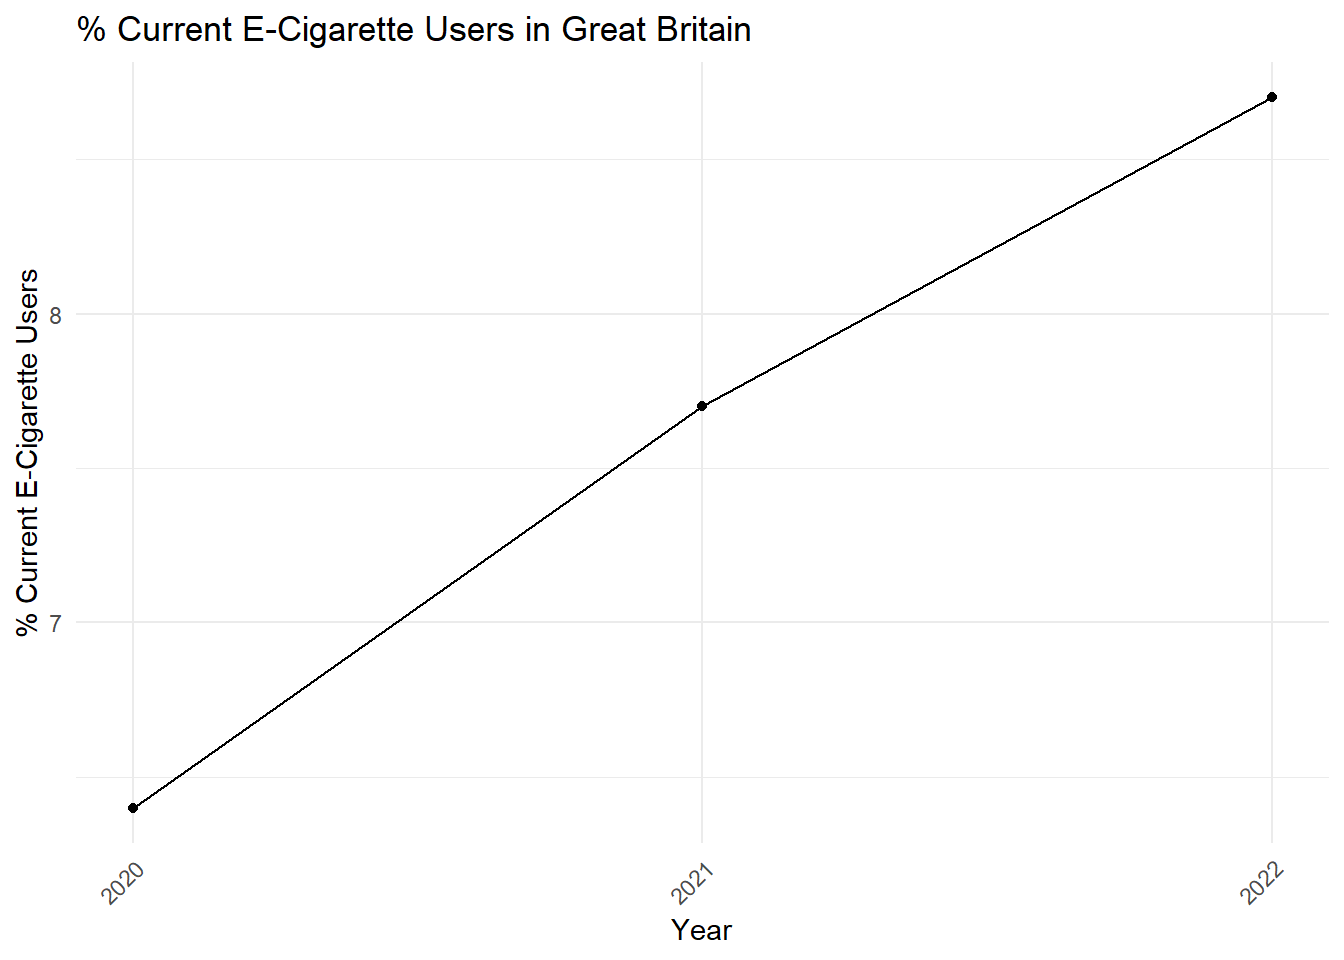 % Current E-Cigarette Users in Great Britain
% Current E-Cigarette Users
8
7
2020
2021
2022
Year